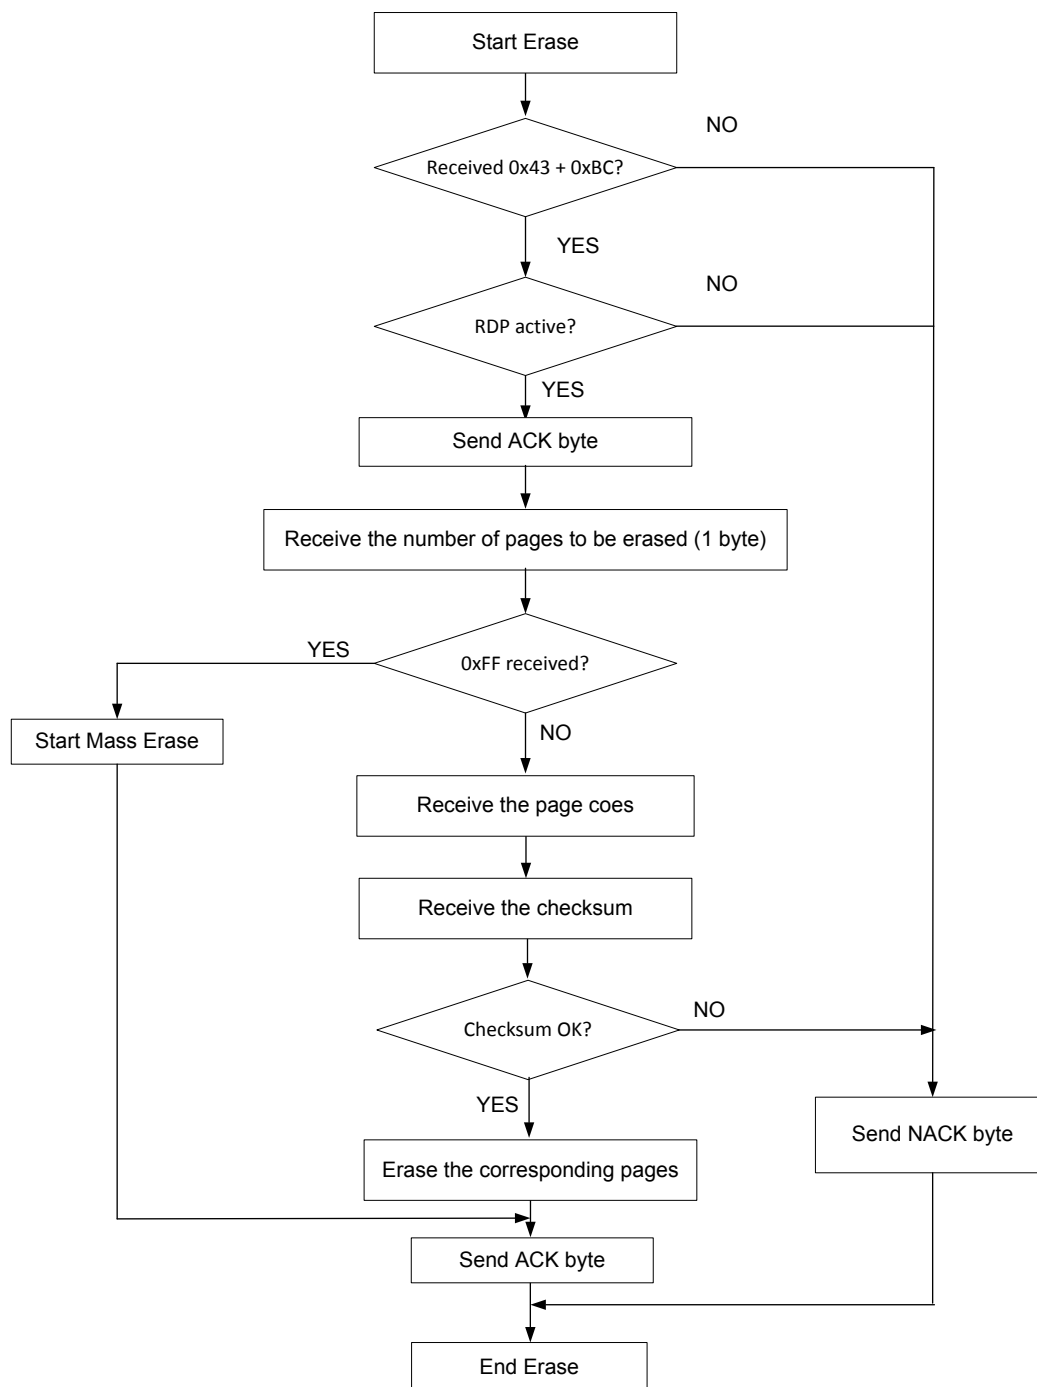 Start Erase
NO
Received 0x43 + 0xBC?
YES
NO
RDP active?
YES
Send ACK byte
Receive the number of pages to be erased (1 byte)
YES
0xFF received?
NO
Start Mass Erase
Receive the page coes
Receive the checksum
NO
Checksum OK?
YES
Send NACK byte
Erase the corresponding pages
Send ACK byte
End Erase